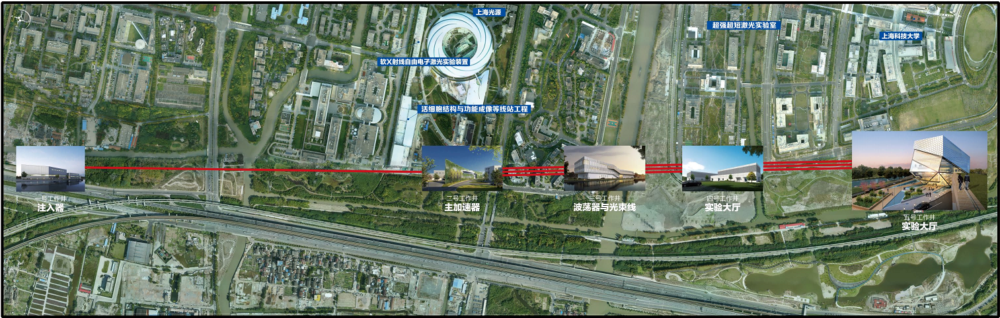 上海光源
超强超短激光实验室
上海科技大学
软X射线自由电子激光实验装置
活细胞结构与功能成像等线站工程
一号工作井
注入器
二号工作井
主加速器
三号工作井
波荡器与光束线
四号工作井
实验大厅
五号工作井
实验大厅